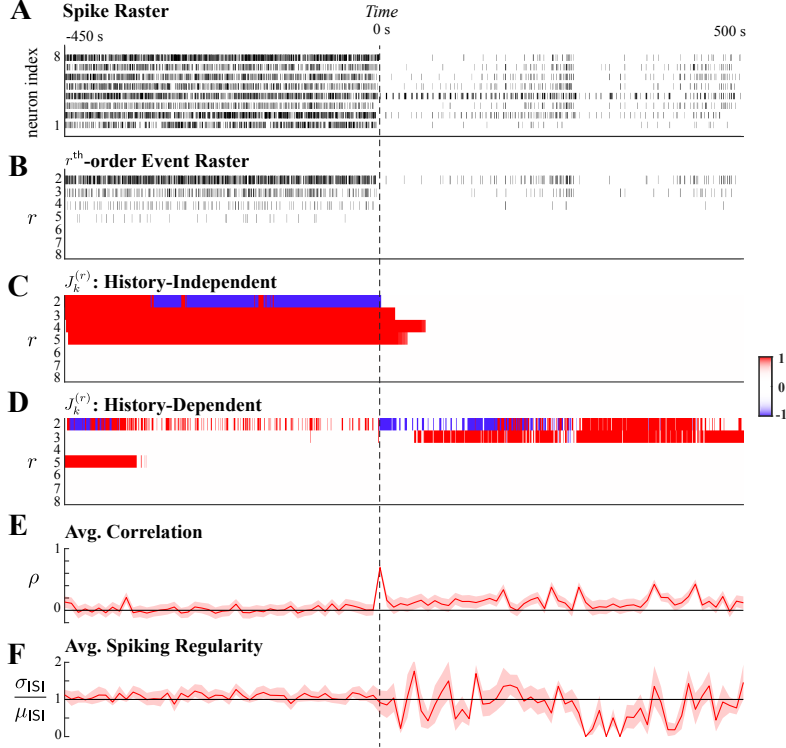 A Spike Raster
Time
-450 s 0 s 500 s
neuron index
8
1
B rth-order Event Raster
r
2
3
4
5
6
7
8
C J_k^(r): History-Independent
r
2
3
4
5
6
7
8
1
0
-1
D J_k^(r): History-Dependent
r
2
3
4
5
6
7
8
E Avg. Correlation
ρ
1
0
F Avg. Spiking Regularity
σISI
μISI
2
1
0